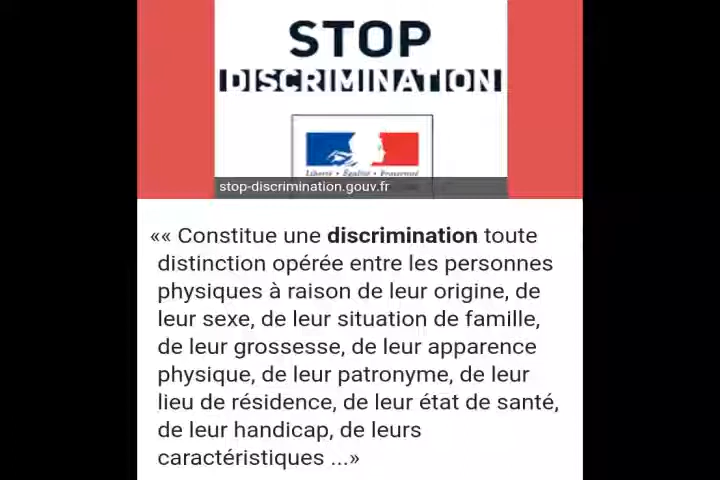 STOP
DISCRIMINATION
Liberté • Égalité • Fraternité
stop-discrimination.gouv.fr
«« Constitue une discrimination toute
distinction opérée entre les personnes
physiques à raison de leur origine, de
leur sexe, de leur situation de famille,
de leur grossesse, de leur apparence
physique, de leur patronyme, de leur
lieu de résidence, de leur état de santé,
de leur handicap, de leurs
caractéristiques ...»